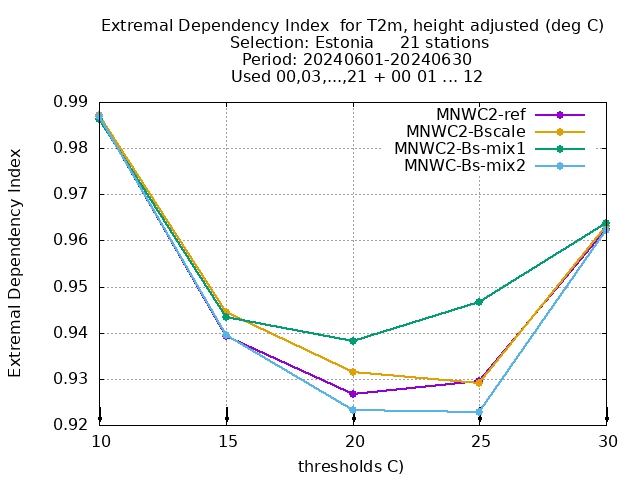 Extremal Dependency Index  for T2m, height adjusted (deg C)
Selection: Estonia     21 stations
Period: 20240601-20240630
Used 00,03,...,21 + 00 01 ... 12
MNWC2-ref
MNWC2-Bscale
MNWC2-Bs-mix1
MNWC-Bs-mix2
Extremal Dependency Index
0.99
0.98
0.97
0.96
0.95
0.94
0.93
0.92
10 15 20 25 30
thresholds C)